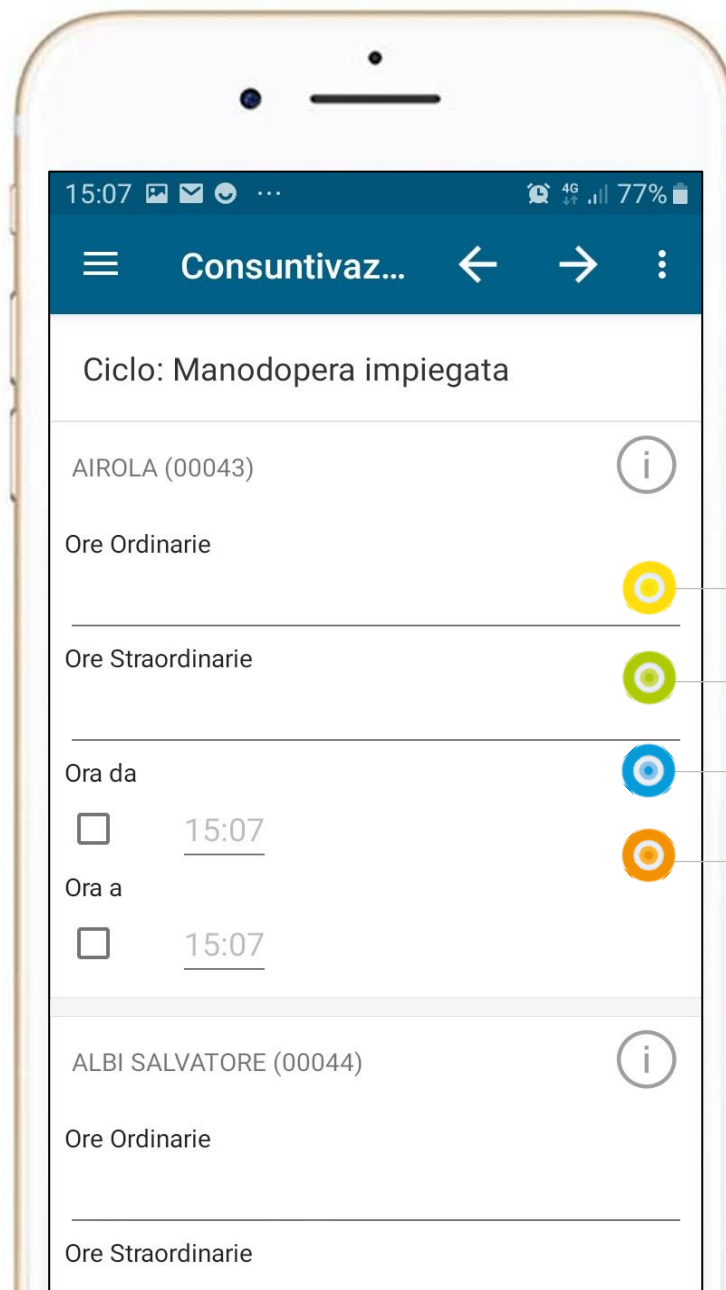 15:07 ... 4G 77%
Consuntivaz...
Ciclo: Manodopera impiegata
AIROLA (00043)
i
Ore Ordinarie
Ore Straordinarie
Ora da
15:07
Ora a
15:07
ALBI SALVATORE (00044)
i
Ore Ordinarie
Ore Straordinarie